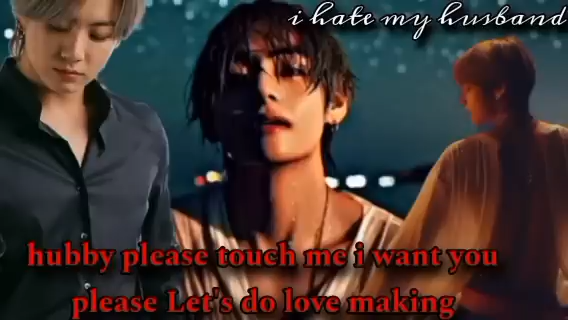 i hate my husband
hubby please touch me i want you
please Let's do love making